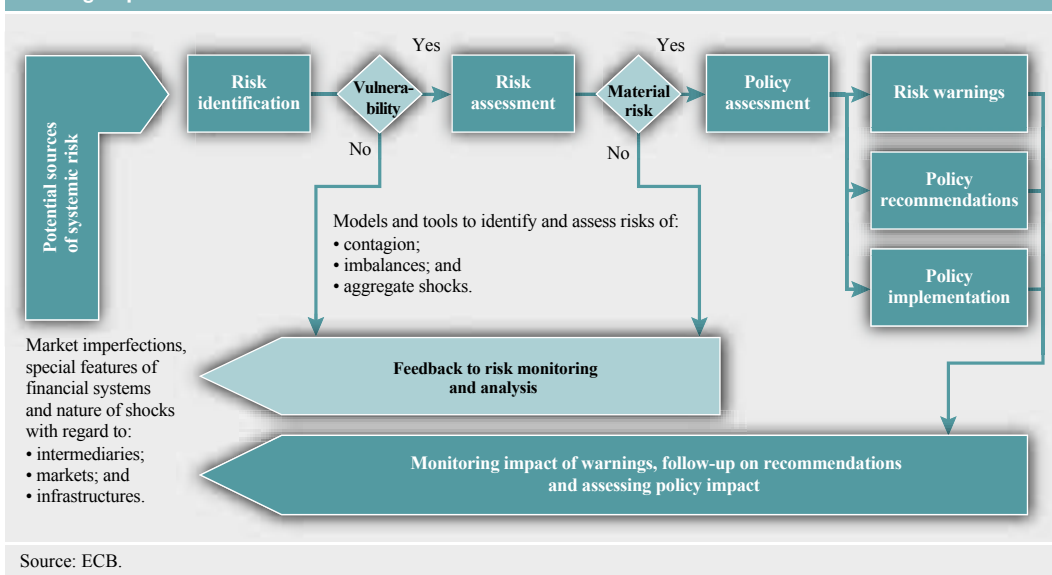 Potential sources
of systemic risk
Risk
identification
Vulnera-
bility
Yes
No
Risk
assessment
Material
risk
Yes
No
Policy
assessment
Risk warnings
Policy
recommendations
Policy
implementation
Models and tools to identify and assess risks of:
• contagion;
• imbalances; and
• aggregate shocks.
Market imperfections,
special features of
financial systems
and nature of shocks
with regard to:
• intermediaries;
• markets; and
• infrastructures.
Feedback to risk monitoring
and analysis
Monitoring impact of warnings, follow-up on recommendations
and assessing policy impact
Source: ECB.